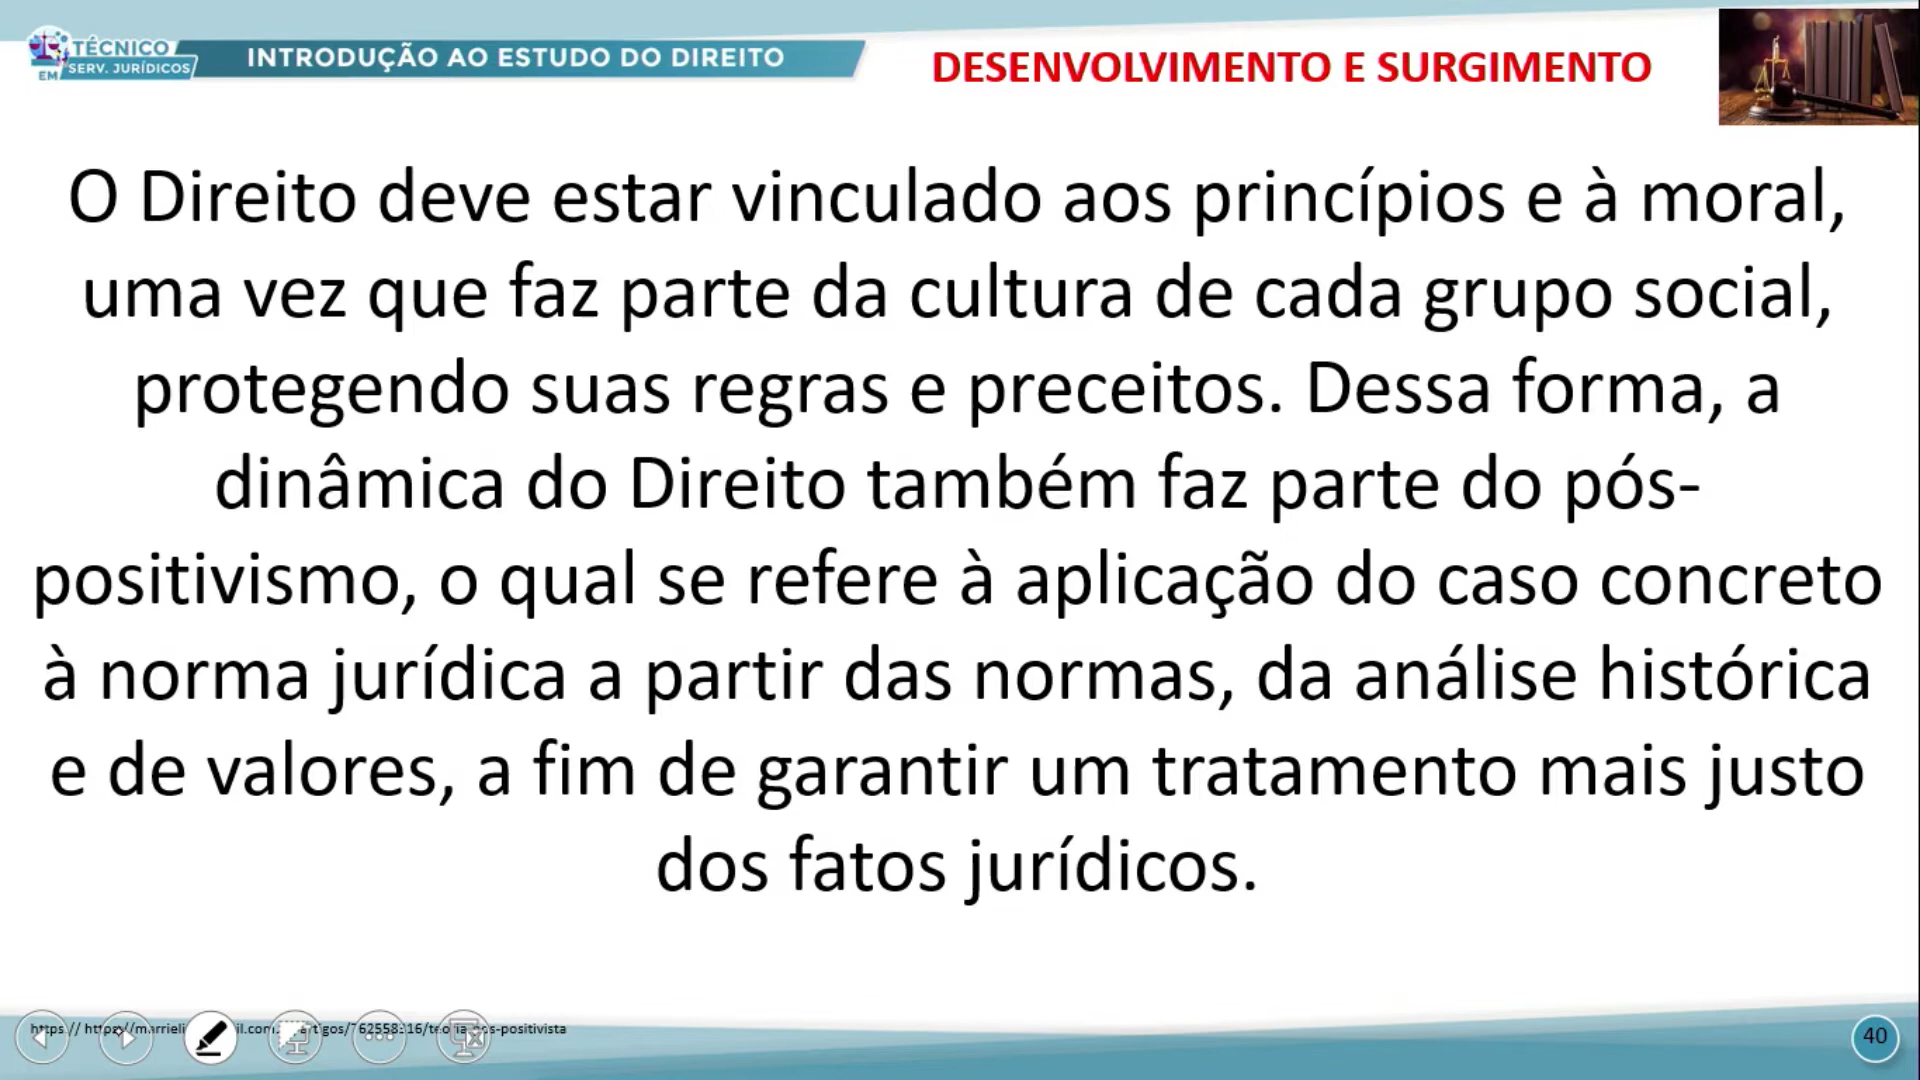 TÉCNICO
EM SERV. JURÍDICOS
INTRODUÇÃO AO ESTUDO DO DIREITO
DESENVOLVIMENTO E SURGIMENTO
O Direito deve estar vinculado aos princípios e à moral,
uma vez que faz parte da cultura de cada grupo social,
protegendo suas regras e preceitos. Dessa forma, a
dinâmica do Direito também faz parte do pós-
positivismo, o qual se refere à aplicação do caso concreto
à norma jurídica a partir das normas, da análise histórica
e de valores, a fim de garantir um tratamento mais justo
dos fatos jurídicos.
40